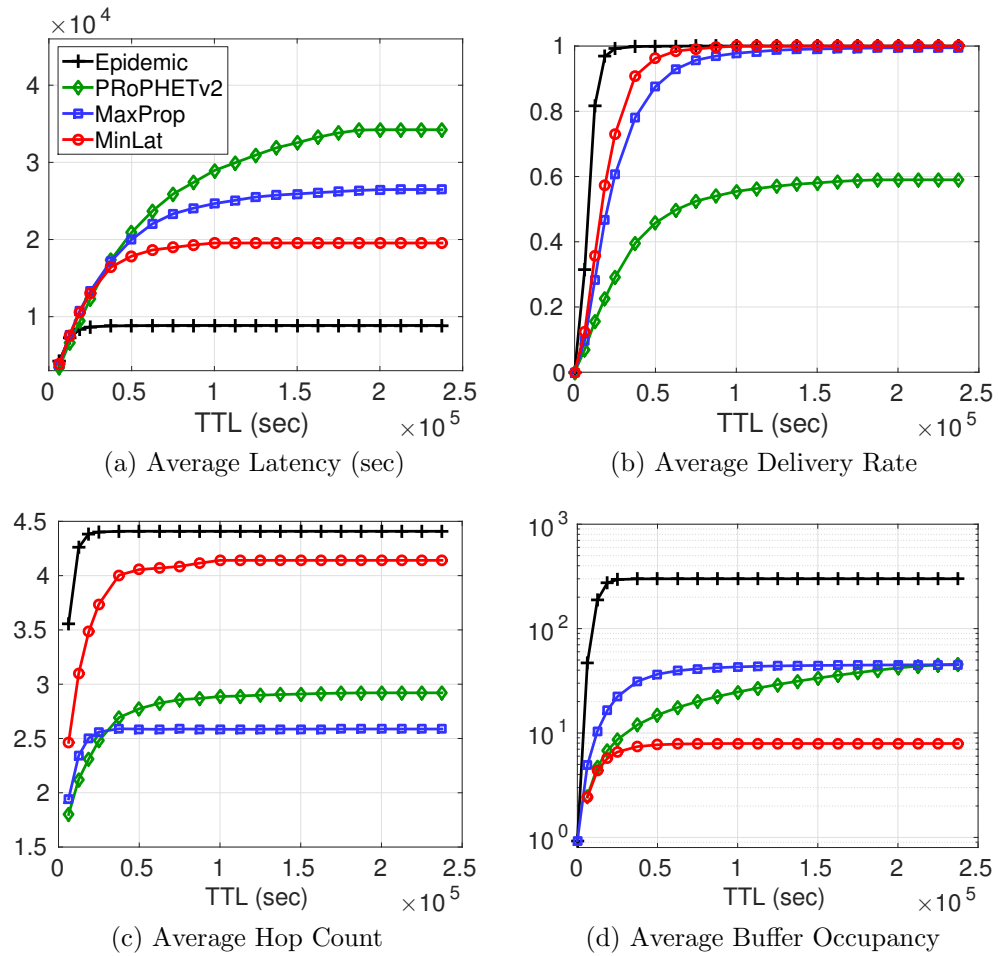 × 10^4
4
3
2
1
Epidemic
PRoPHETv2
MaxProp
MinLat
0 0.5 1 1.5 2 2.5
TTL (sec) × 10^5
(a) Average Latency (sec)
1
0.8
0.6
0.4
0.2
0
0 0.5 1 1.5 2 2.5
TTL (sec) × 10^5
(b) Average Delivery Rate
4.5
4
3.5
3
2.5
2
1.5
0 0.5 1 1.5 2 2.5
TTL (sec) × 10^5
(c) Average Hop Count
10^3
10^2
10^1
10^0
0 0.5 1 1.5 2 2.5
TTL (sec) × 10^5
(d) Average Buffer Occupancy